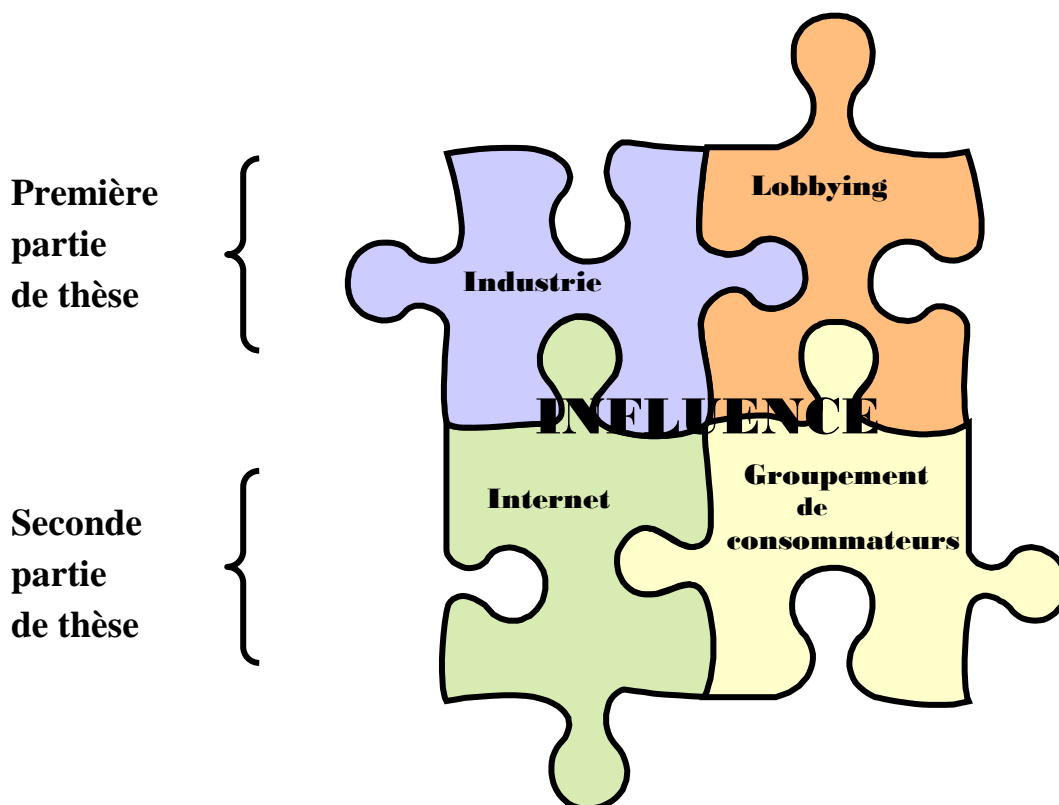 Première
partie
de thèse
Lobbying
Industrie
INFLUENCE
Seconde
partie
de thèse
Internet
Groupement
de
consommateurs